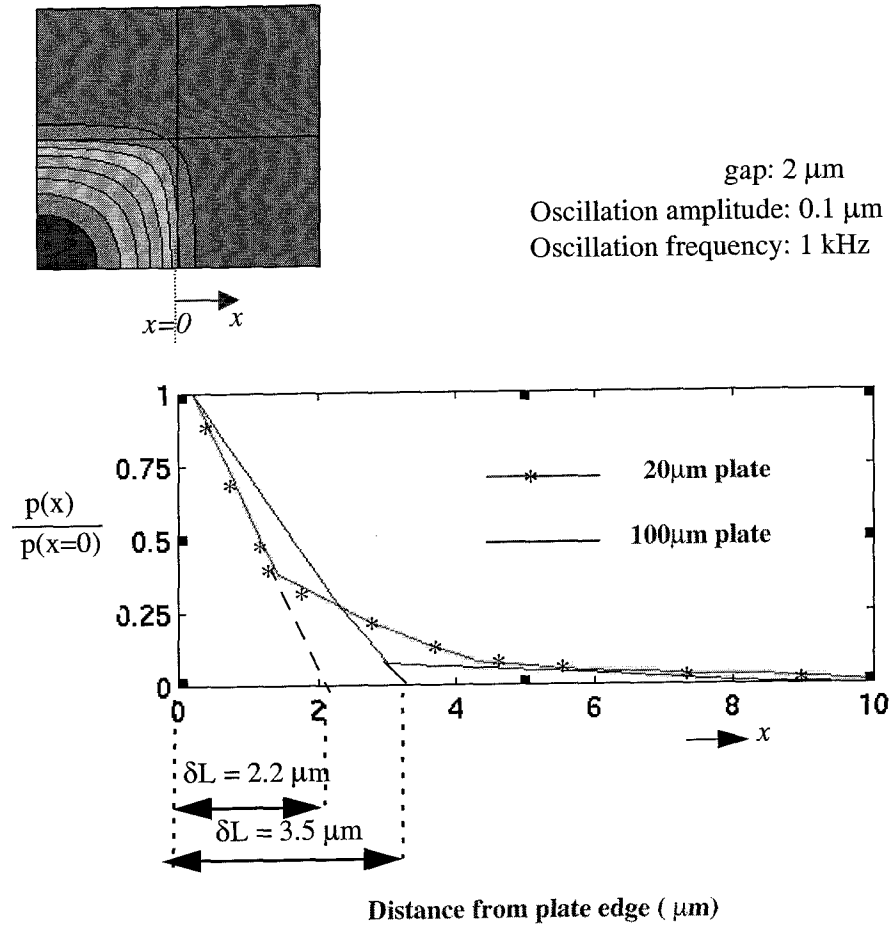 gap: 2 µm
Oscillation amplitude: 0.1 µm
Oscillation frequency: 1 kHz
x=0
x
1
0.75
0.5
0.25
0
p(x)
p(x=0)
20µm plate
100µm plate
0
2
4
6
8
10
x
δL = 2.2 µm
δL = 3.5 µm
Distance from plate edge ( µm)